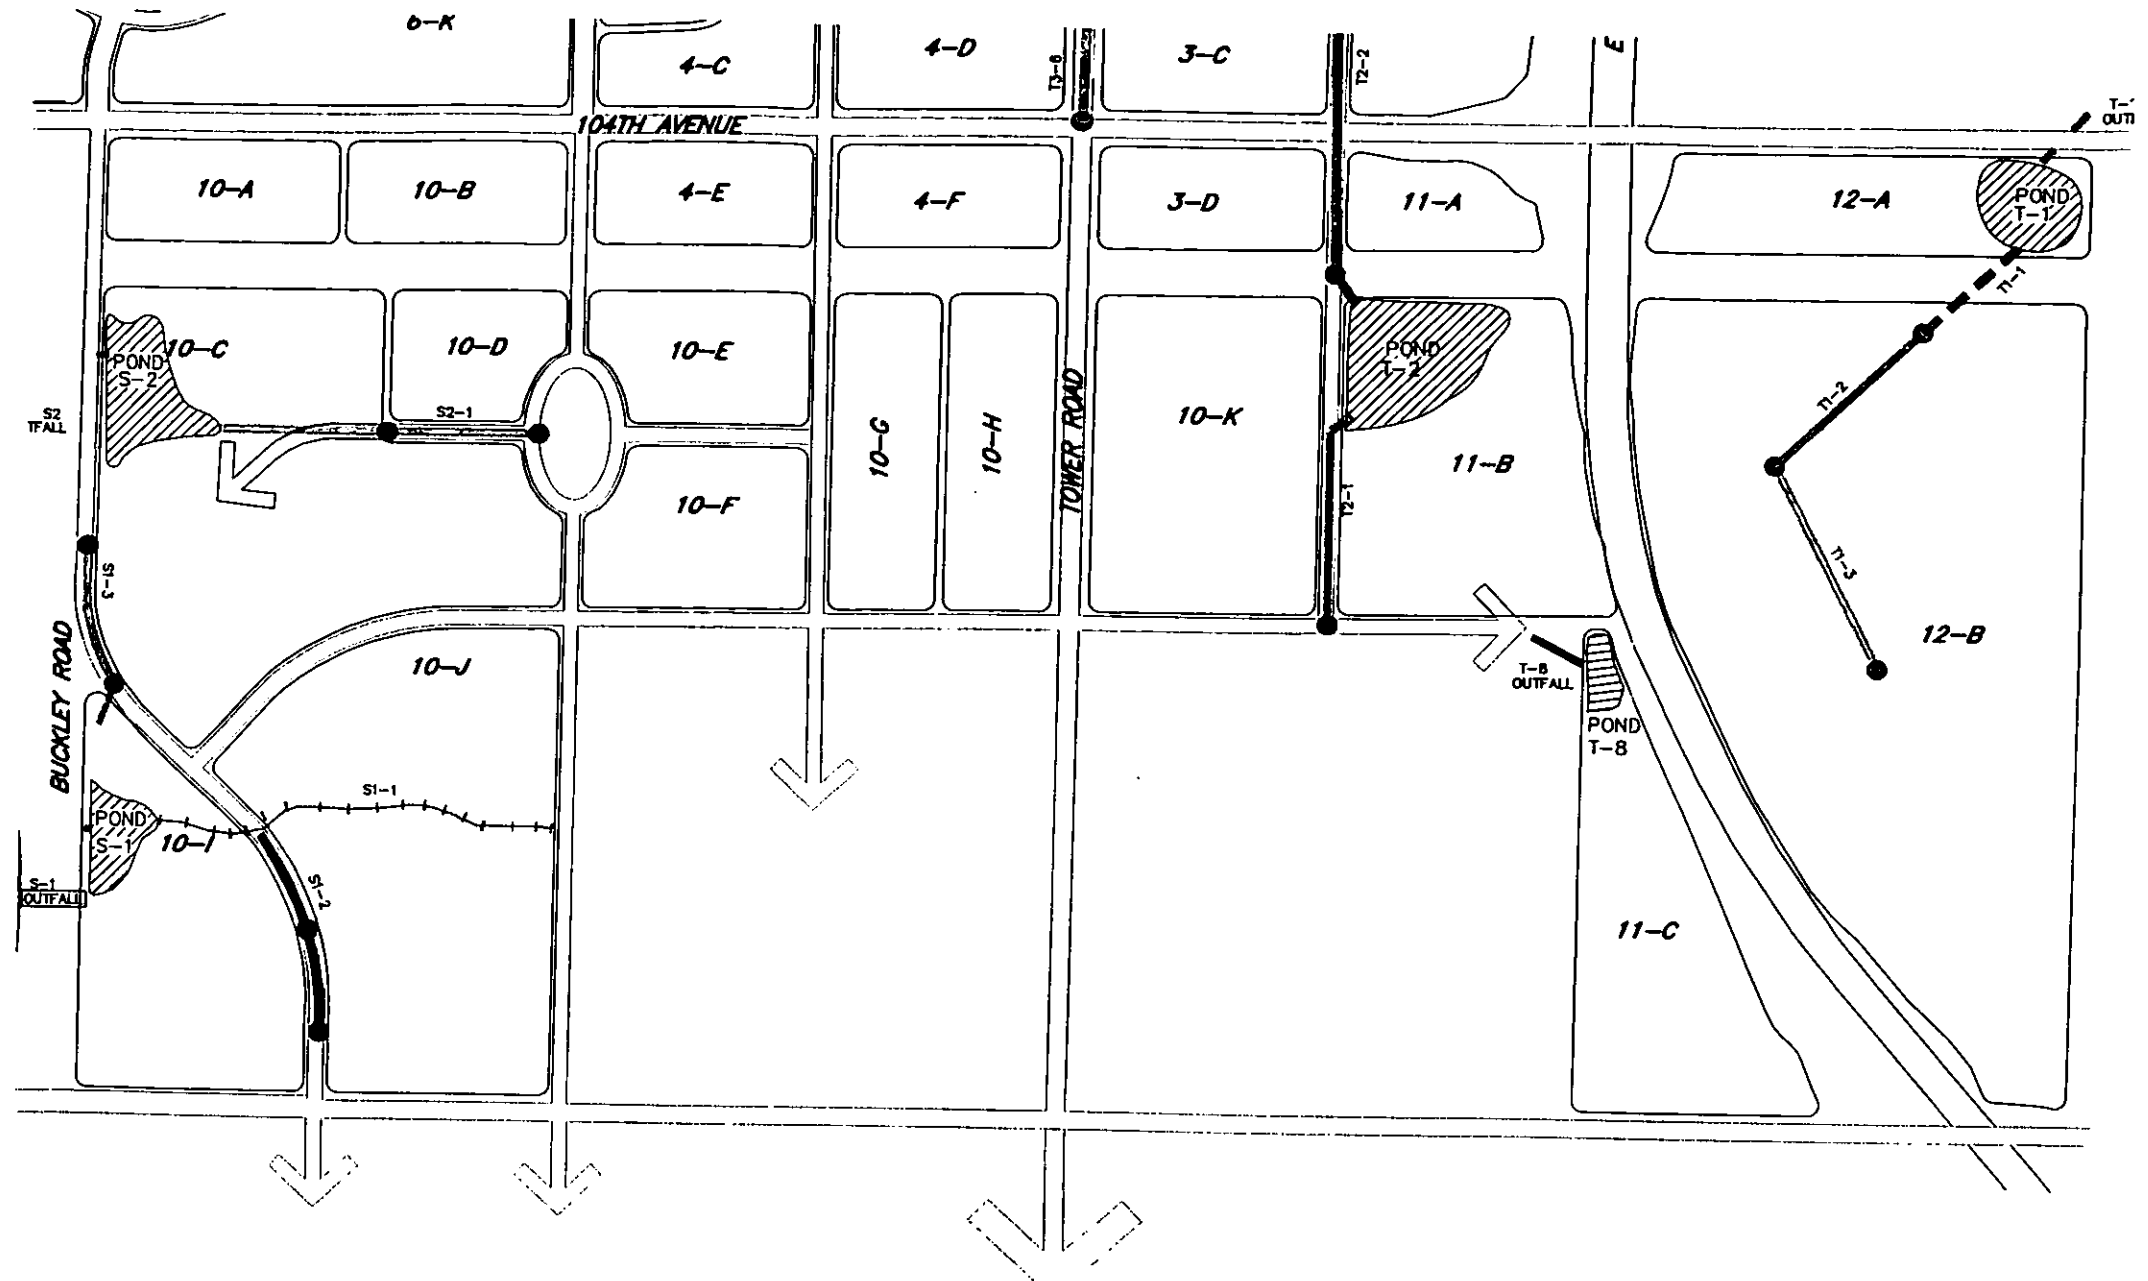 6-K
4-C
4-D
T3-6
3-C
T2-2
E
104TH AVENUE
OUT
10-A
10-B
4-E
4-F
3-D
11-A
12-A
POND
T-1
T1-1
10-C
POND
S-2
10-D
10-E
POND
T-2
S2
TFALL
S2-1
T1-2
10-G
10-H
TOWER ROAD
10-K
11-B
10-F
T2-1
S1-3
T1-3
BUCKLEY ROAD
10-J
12-B
T-8
OUTFALL
POND
T-8
S1-1
POND
S-1
10-I
S-1
OUTFALL
S1-2
11-C